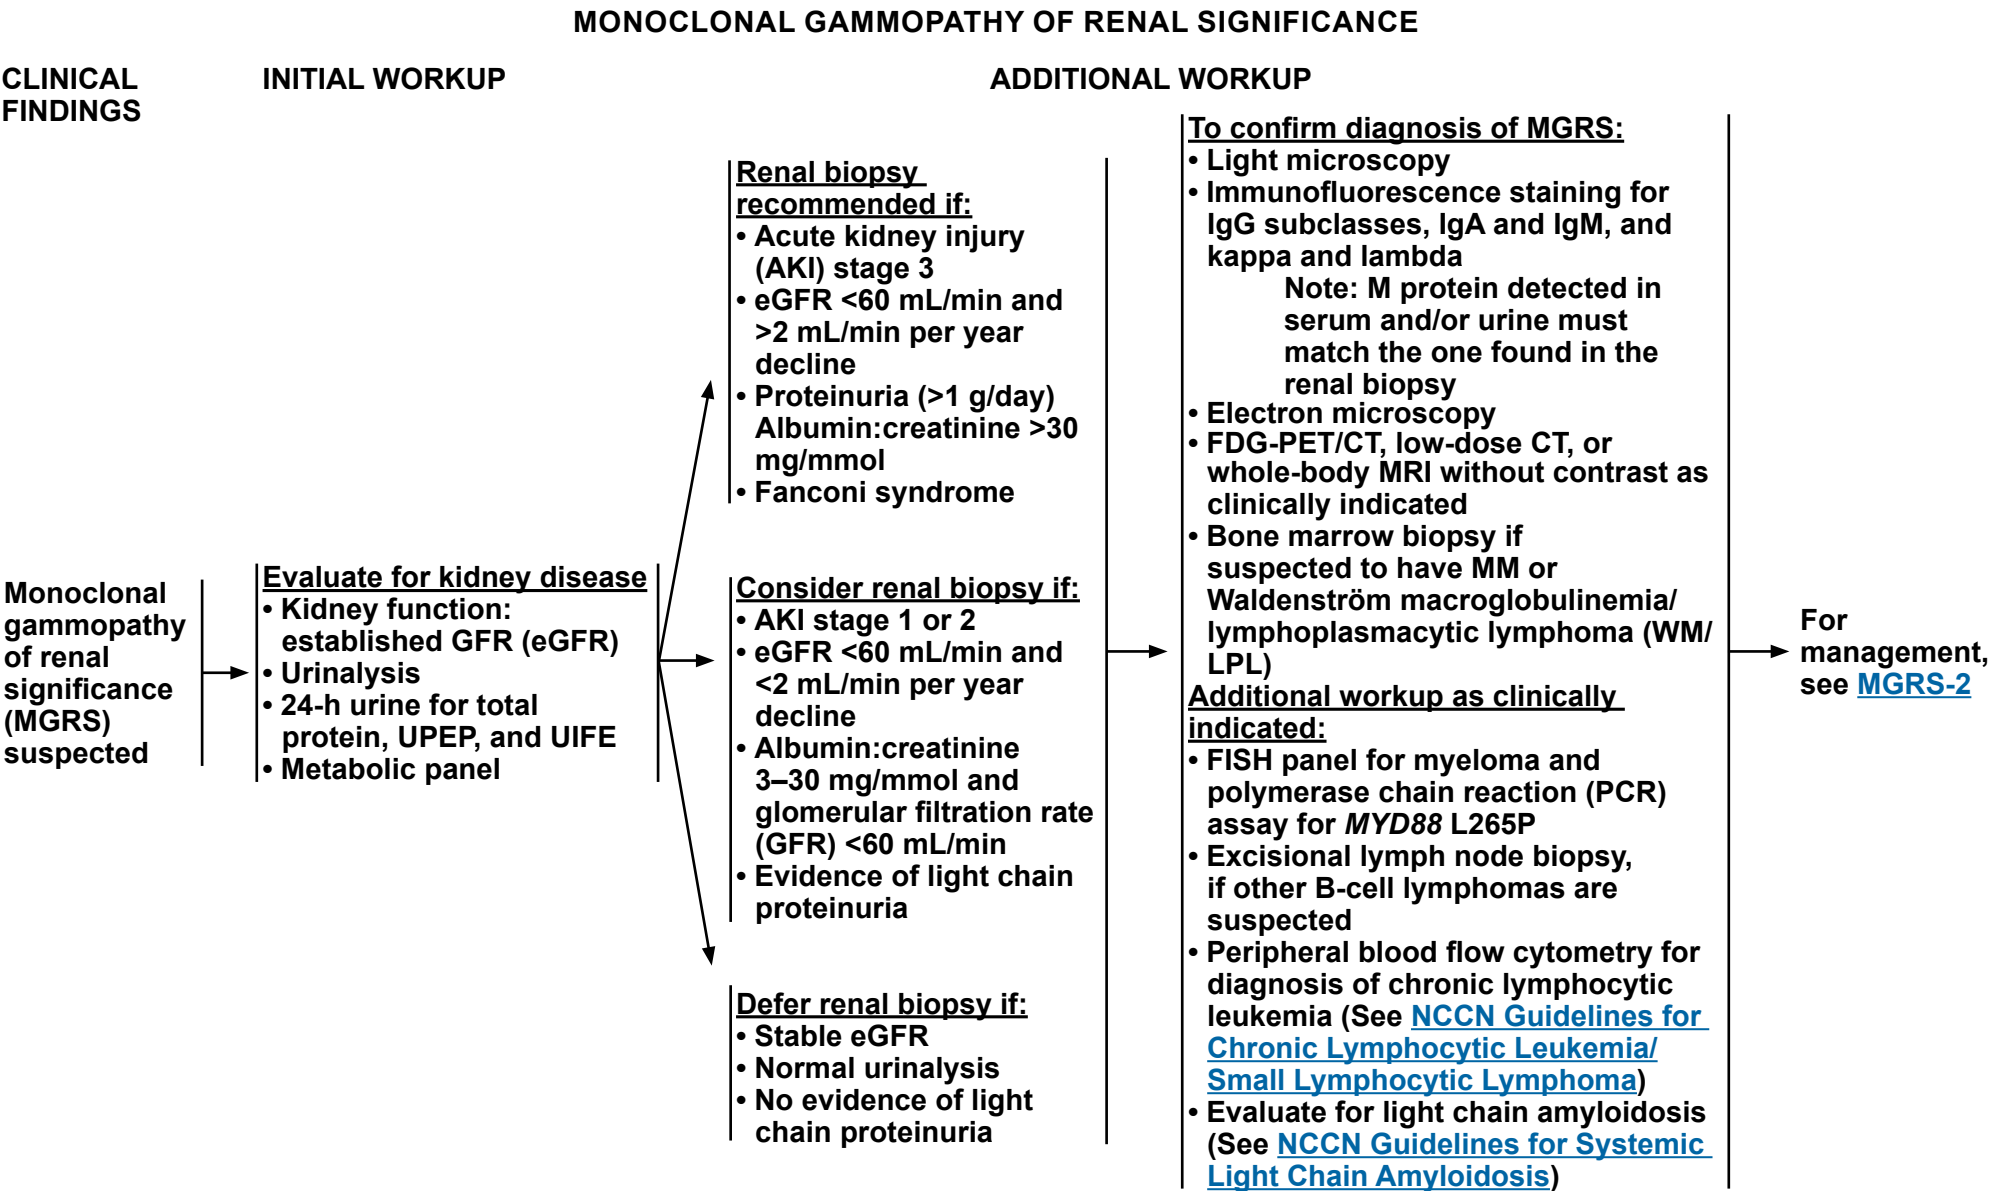 MONOCLONAL GAMMOPATHY OF RENAL SIGNIFICANCE
CLINICAL
FINDINGS
INITIAL WORKUP
ADDITIONAL WORKUP
Monoclonal
gammopathy
of renal
significance
(MGRS)
suspected
Evaluate for kidney disease
• Kidney function:
established GFR (eGFR)
• Urinalysis
• 24-h urine for total
protein, UPEP, and UIFE
• Metabolic panel
Renal biopsy
recommended if:
• Acute kidney injury
(AKI) stage 3
• eGFR <60 mL/min and
>2 mL/min per year
decline
• Proteinuria (>1 g/day)
Albumin:creatinine >30
mg/mmol
• Fanconi syndrome
Consider renal biopsy if:
• AKI stage 1 or 2
• eGFR <60 mL/min and
<2 mL/min per year
decline
• Albumin:creatinine
3–30 mg/mmol and
glomerular filtration rate
(GFR) <60 mL/min
• Evidence of light chain
proteinuria
Defer renal biopsy if:
• Stable eGFR
• Normal urinalysis
• No evidence of light
chain proteinuria
To confirm diagnosis of MGRS:
• Light microscopy
• Immunofluorescence staining for
IgG subclasses, IgA and IgM, and
kappa and lambda
Note: M protein detected in
serum and/or urine must
match the one found in the
renal biopsy
• Electron microscopy
• FDG-PET/CT, low-dose CT, or
whole-body MRI without contrast as
clinically indicated
• Bone marrow biopsy if
suspected to have MM or
Waldenström macroglobulinemia/
lymphoplasmacytic lymphoma (WM/
LPL)
Additional workup as clinically
indicated:
• FISH panel for myeloma and
polymerase chain reaction (PCR)
assay for MYD88 L265P
• Excisional lymph node biopsy,
if other B-cell lymphomas are
suspected
• Peripheral blood flow cytometry for
diagnosis of chronic lymphocytic
leukemia (See NCCN Guidelines for
Chronic Lymphocytic Leukemia/
Small Lymphocytic Lymphoma)
• Evaluate for light chain amyloidosis
(See NCCN Guidelines for Systemic
Light Chain Amyloidosis)
For
management,
see MGRS-2